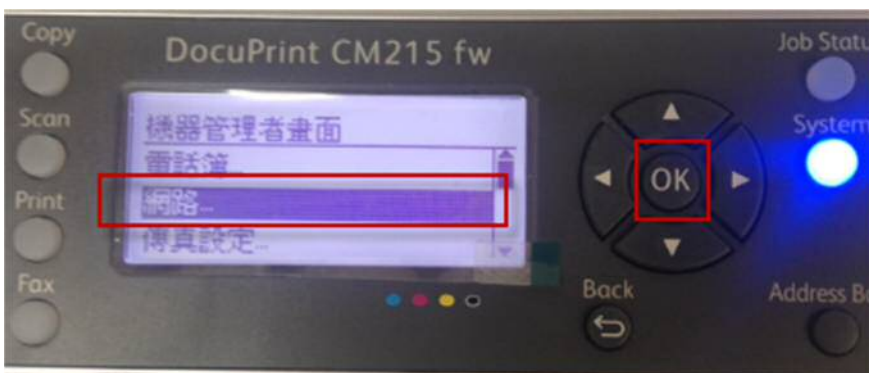 Copy
DocuPrint CM215 fw
Job Statu
Scan
機器管理者畫面
System
電話簿...
OK
Print
網路...
傳真設定...
Fax
Back
Address Bo